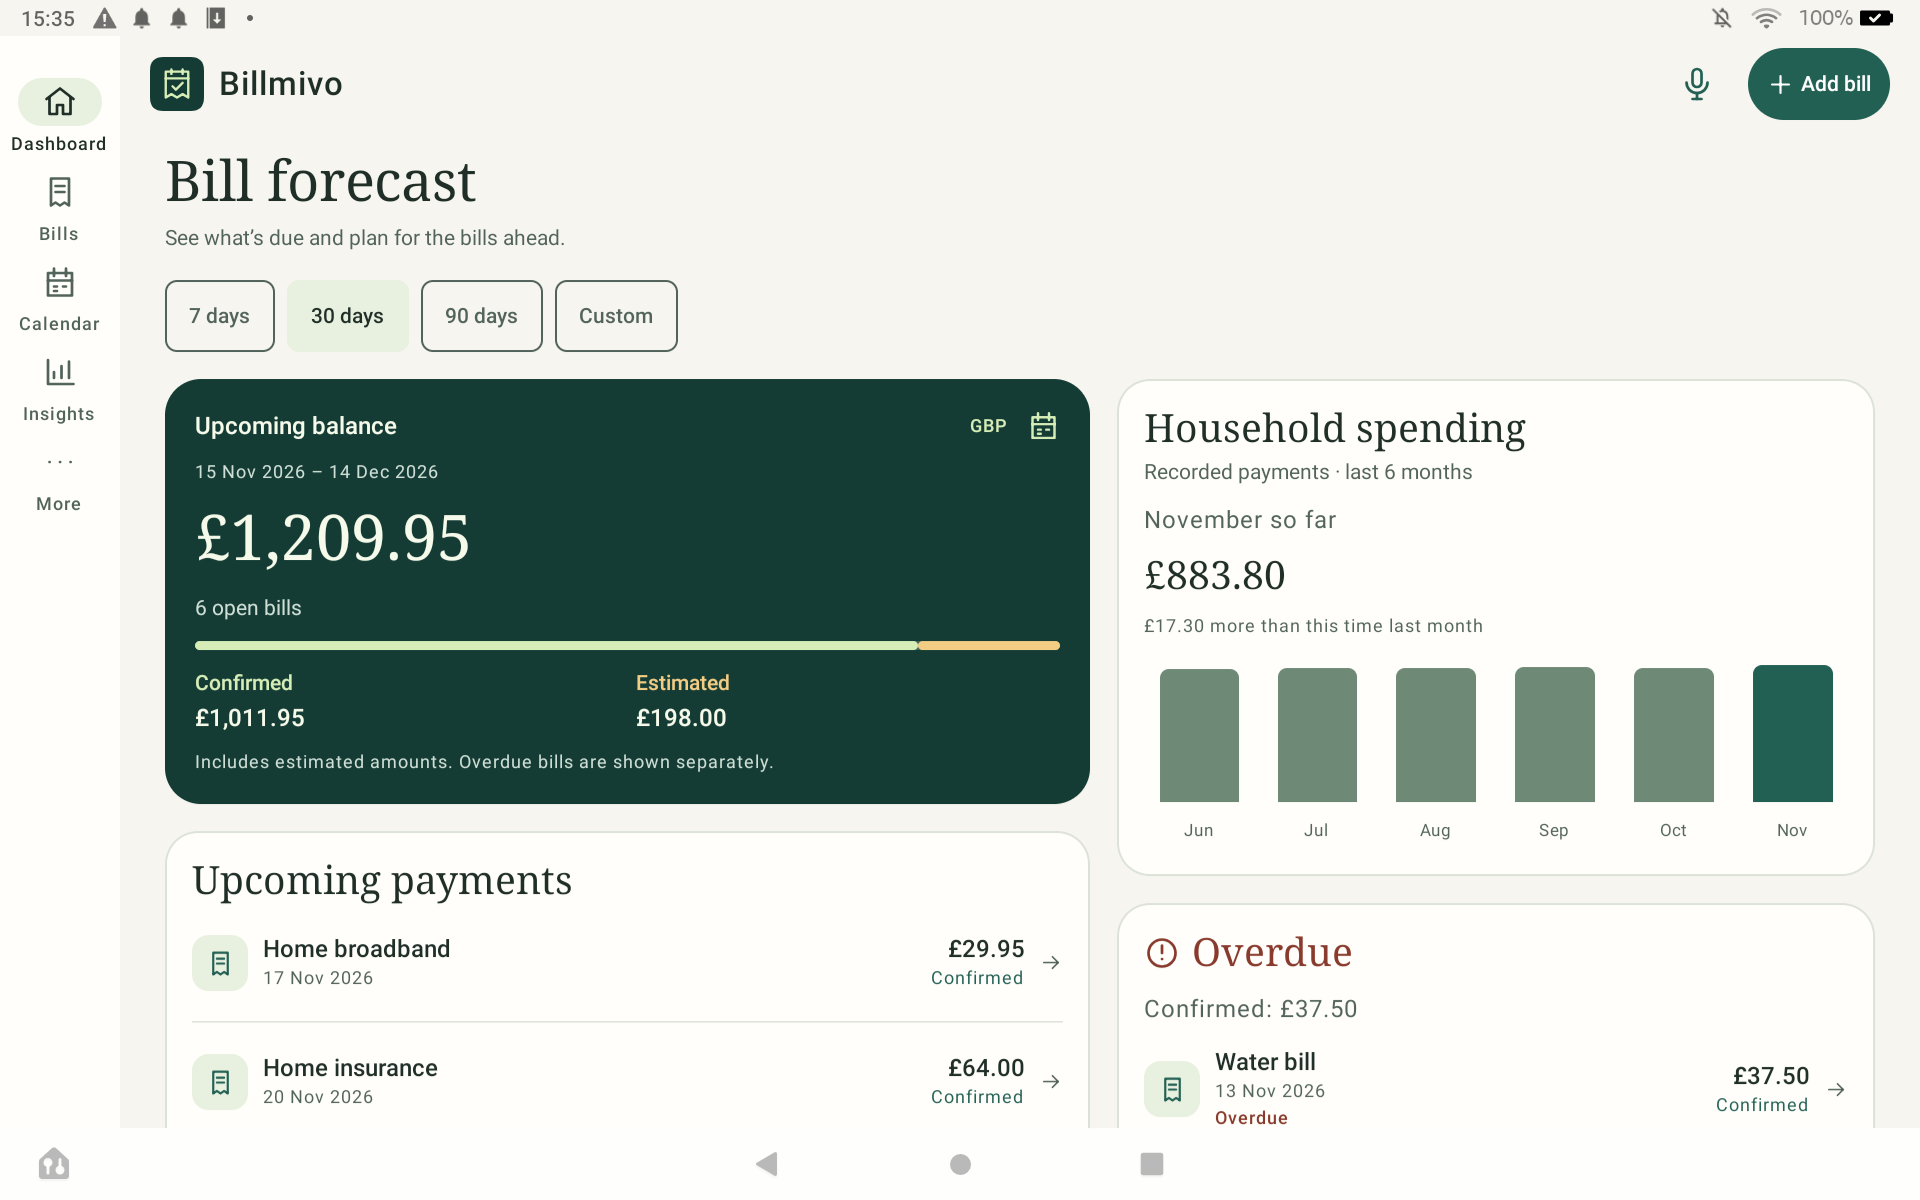 15:35
100%
Billmivo
Add bill
Dashboard
Bills
Calendar
Insights
More
Bill forecast
See what’s due and plan for the bills ahead.
7 days
30 days
90 days
Custom
Upcoming balance
GBP
15 Nov 2026 – 14 Dec 2026
£1,209.95
6 open bills
Confirmed
Estimated
£1,011.95
£198.00
Includes estimated amounts. Overdue bills are shown separately.
Upcoming payments
Home broadband
£29.95
17 Nov 2026
Confirmed
Home insurance
£64.00
20 Nov 2026
Confirmed
Household spending
Recorded payments · last 6 months
November so far
£883.80
£17.30 more than this time last month
Jun
Jul
Aug
Sep
Oct
Nov
Overdue
Confirmed: £37.50
Water bill
£37.50
13 Nov 2026
Confirmed
Overdue